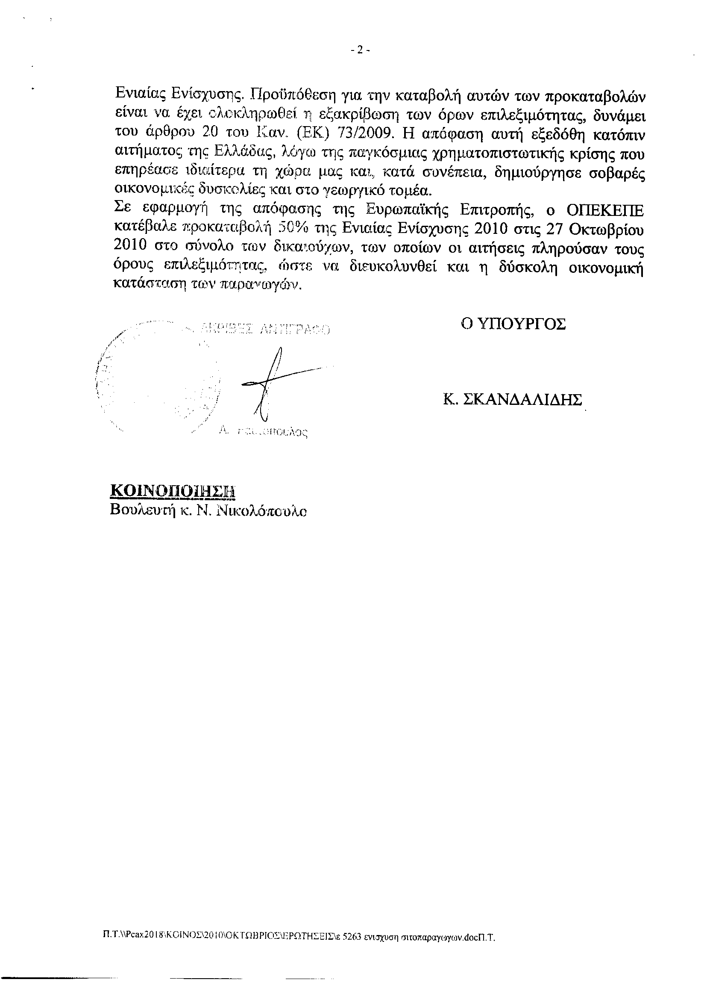 - 2 -
Ενιαίας Ενίσχυσης. Προϋπόθεση για την καταβολή αυτών των προκαταβολών
είναι να έχει ολοκληρωθεί η εξακρίβωση των όρων επιλεξιμότητας, δυνάμει
του άρθρου 20 του Καν. (ΕΚ) 73/2009. Η απόφαση αυτή εξεδόθη κατόπιν
αιτήματος της Ελλάδας, λόγω της παγκόσμιας χρηματοπιστωτικής κρίσης που
επηρέασε ιδιαίτερα τη χώρα μας και, κατά συνέπεια, δημιούργησε σοβαρές
οικονομικές δυσκολίες και στο γεωργικό τομέα.
Σε εφαρμογή της απόφασης της Ευρωπαϊκής Επιτροπής, ο ΟΠΕΚΕΠΕ
κατέβαλε προκαταβολή 50% της Ενιαίας Ενίσχυσης 2010 στις 27 Οκτωβρίου
2010 στο σύνολο των δικαιούχων, των οποίων οι αιτήσεις πληρούσαν τους
όρους επιλεξιμότητας, ώστε να διευκολυνθεί και η δύσκολη οικονομική
κατάσταση των παραγωγών.
ΑΚΡΙΒΕΣ ΑΝΤΙΓΡΑΦΟ
Ο ΥΠΟΥΡΓΟΣ
Κ. ΣΚΑΝΔΑΛΙΔΗΣ
Α.
ΚΟΙΝΟΠΟΙΗΣΗ
Βουλευτή κ. Ν. Νικολόπουλο
Π.Τ.\\Pcax2018\ΚΟΙΝΟΣ\2010\ΟΚΤΩΒΡΙΟΣ\ΕΡΩΤΗΣΕΙΣ\ε 5263 ενισχυση σιτοπαραγωγων.docΠ.Τ.